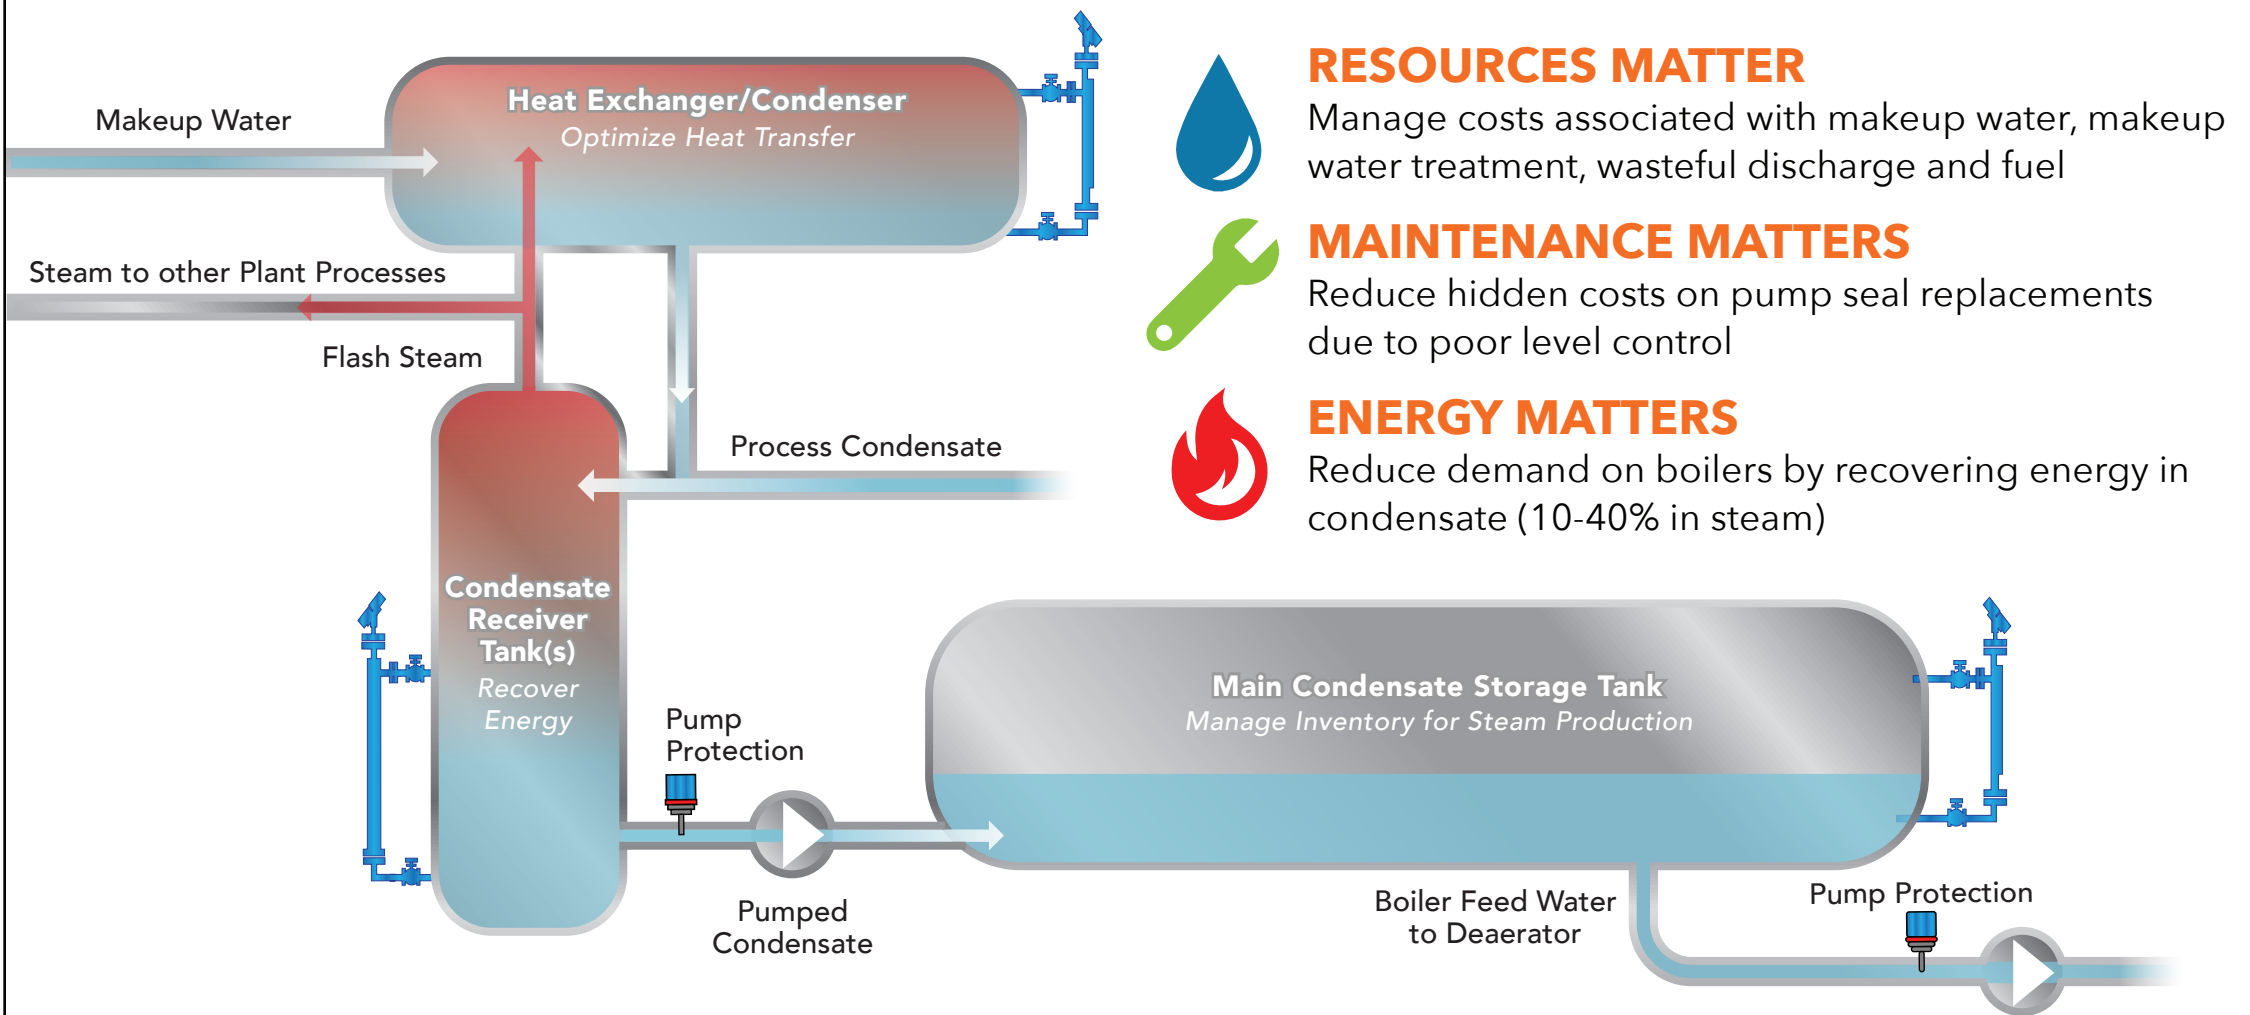 Makeup Water
Heat Exchanger/Condenser
Optimize Heat Transfer
Steam to other Plant Processes
Flash Steam
Process Condensate
Condensate
Receiver
Tank(s)
Recover
Energy
Pump
Protection
Pumped
Condensate
Main Condensate Storage Tank
Manage Inventory for Steam Production
Boiler Feed Water
to Deaerator
Pump Protection
RESOURCES MATTER
Manage costs associated with makeup water, makeup
water treatment, wasteful discharge and fuel
MAINTENANCE MATTERS
Reduce hidden costs on pump seal replacements
due to poor level control
ENERGY MATTERS
Reduce demand on boilers by recovering energy in
condensate (10-40% in steam)